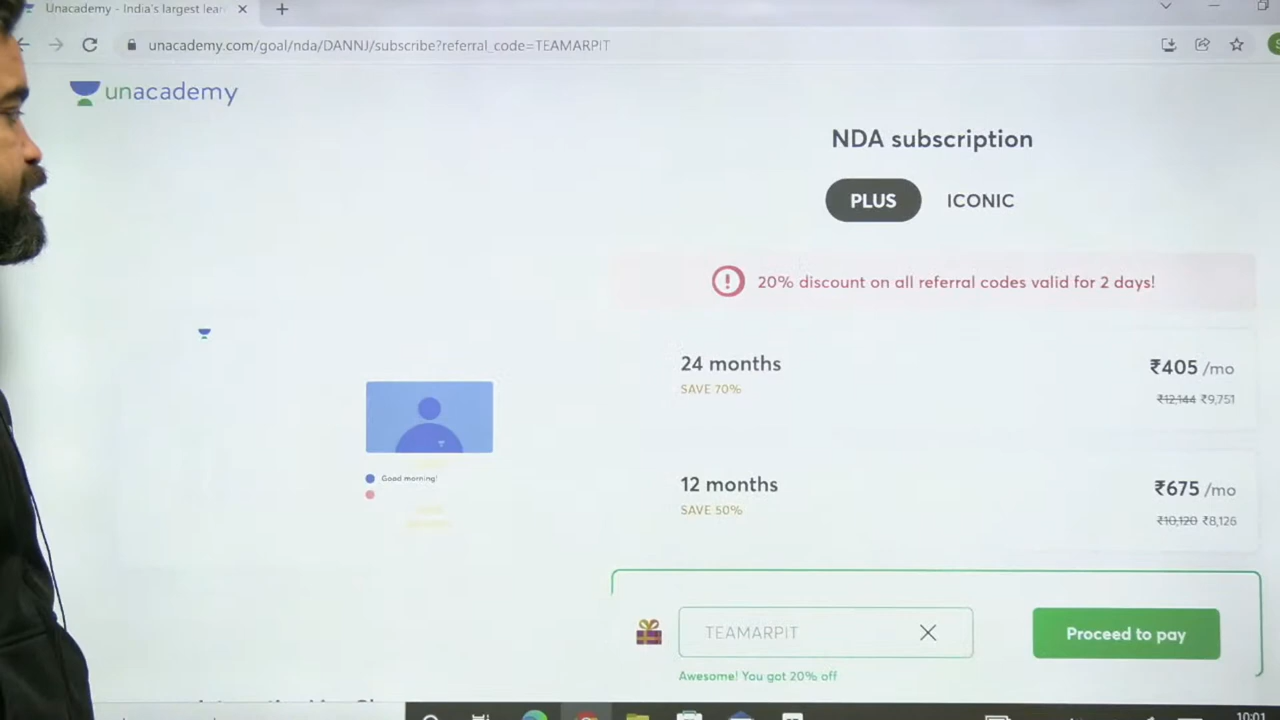 Unacademy - India's largest lear
unacademy.com/goal/nda/DANNJ/subscribe?referral_code=TEAMARPIT
unacademy
NDA subscription
PLUS ICONIC
20% discount on all referral codes valid for 2 days!
24 months
₹405 /mo
SAVE 70%
₹12,144 ₹9,751
Good morning!
12 months
₹675 /mo
SAVE 50%
₹10,120 ₹8,126
TEAMARPIT
Proceed to pay
Awesome! You got 20% off
10:01